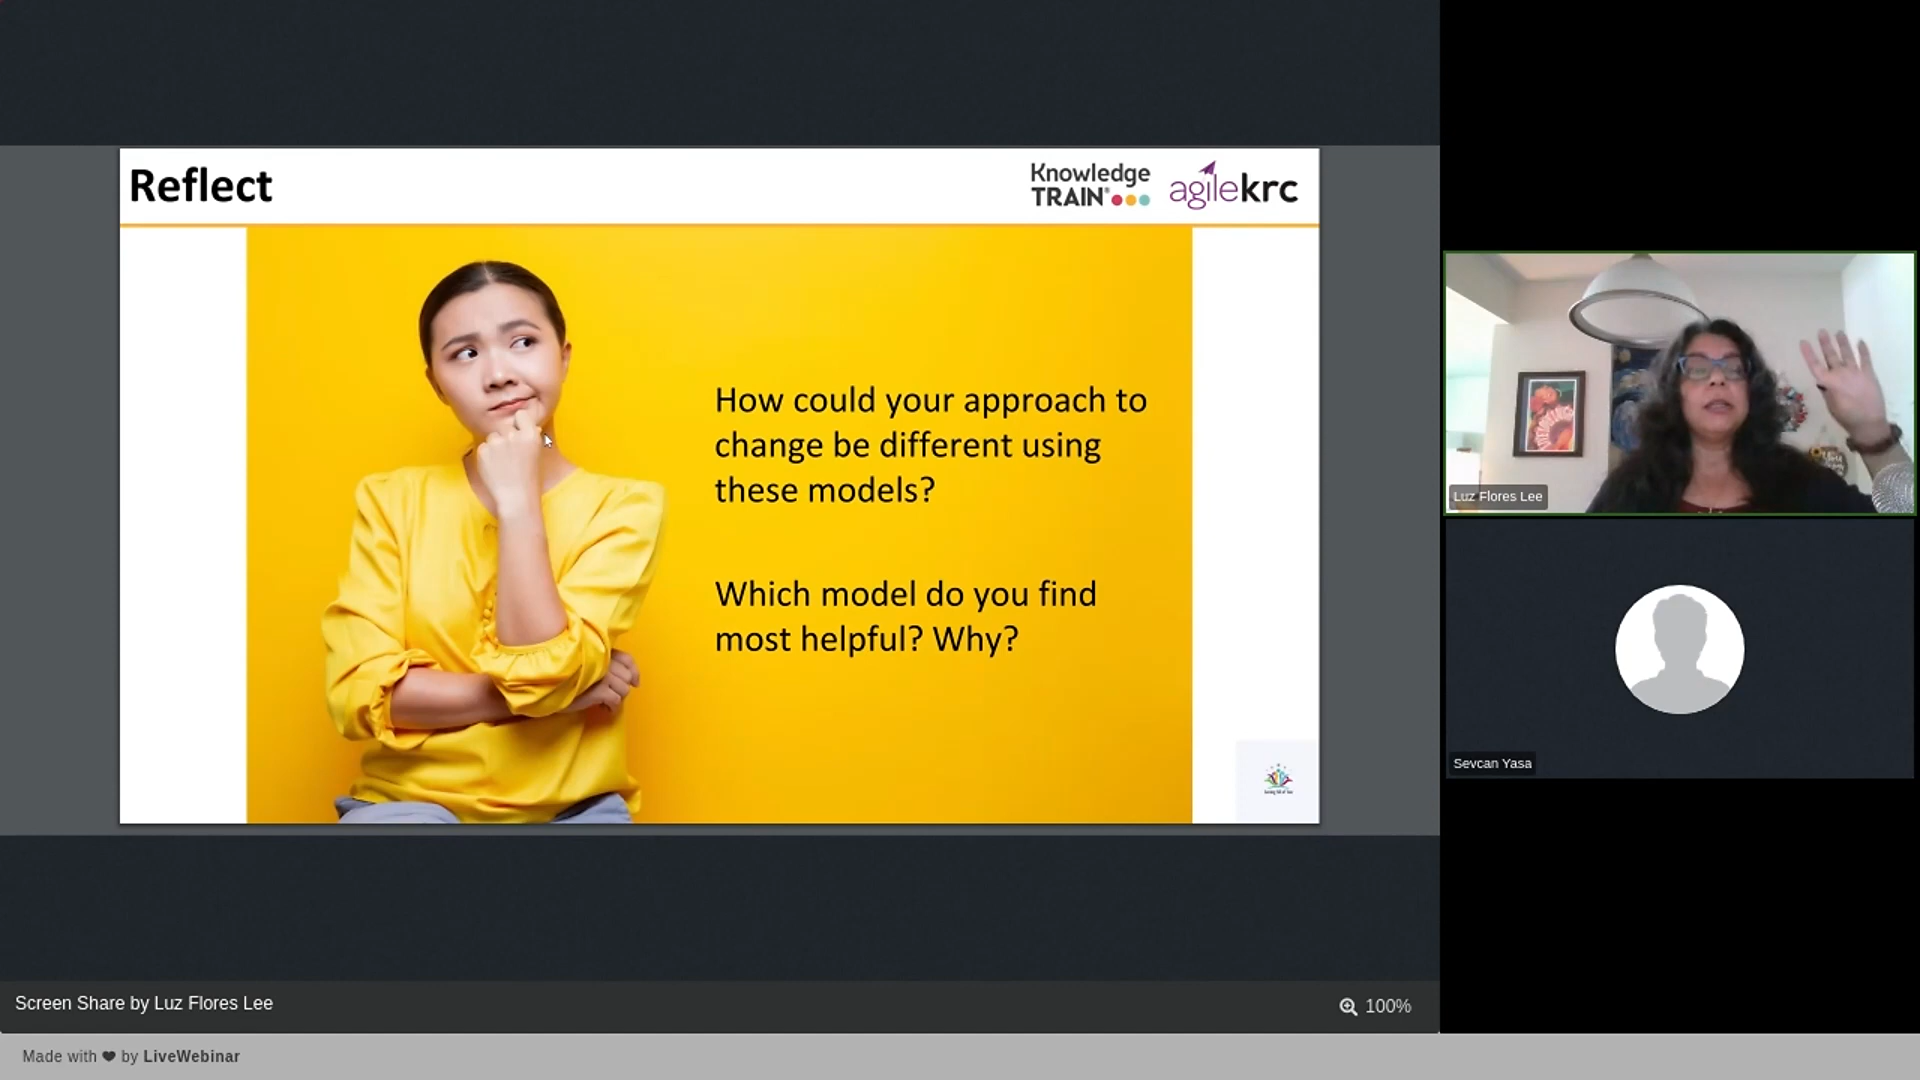 Reflect
Knowledge
TRAIN®
agilekrc
How could your approach to
change be different using
these models?
Which model do you find
most helpful? Why?
Luz Flores Lee
Sevcan Yasa
Screen Share by Luz Flores Lee
100%
Made with ❤ by LiveWebinar